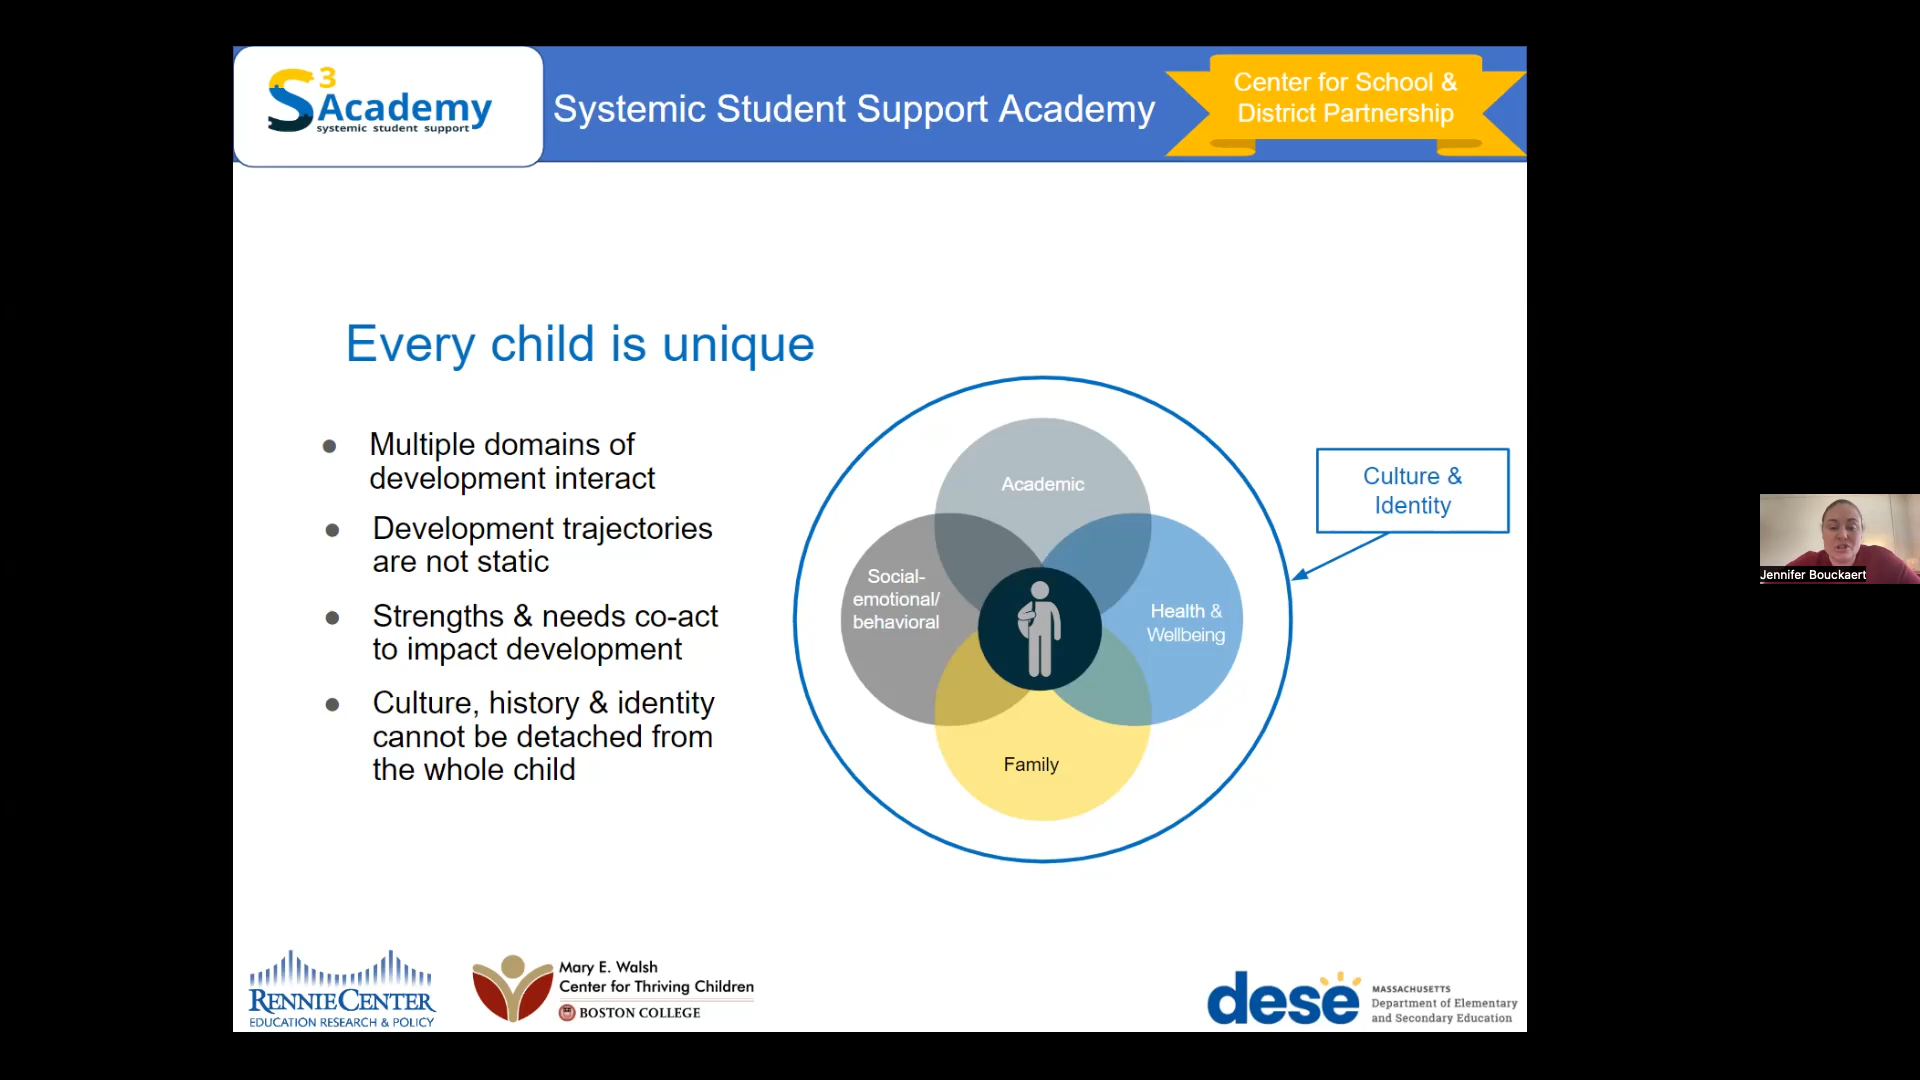 S3 Academy
systemic student support
Systemic Student Support Academy
Center for School &
District Partnership
Every child is unique
● Multiple domains of
development interact
● Development trajectories
are not static
● Strengths & needs co-act
to impact development
● Culture, history & identity
cannot be detached from
the whole child
Academic
Social-
emotional/
behavioral
Health &
Wellbeing
Family
Culture &
Identity
Jennifer Bouckaert
RENNIE CENTER
EDUCATION RESEARCH & POLICY
Mary E. Walsh
Center for Thriving Children
BOSTON COLLEGE
dese
MASSACHUSETTS
Department of Elementary
and Secondary Education